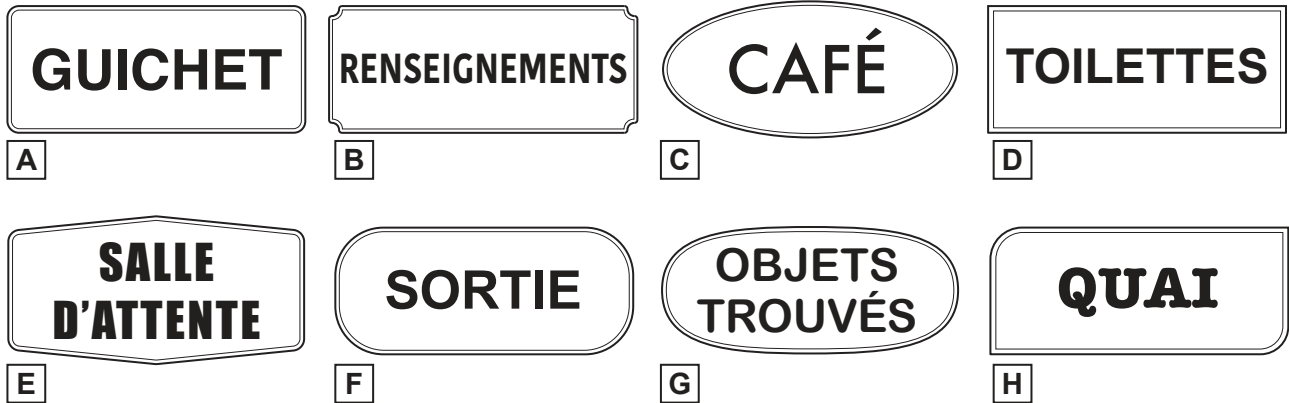 GUICHET
A
RENSEIGNEMENTS
B
CAFÉ
C
TOILETTES
D
SALLE
D'ATTENTE
E
SORTIE
F
OBJETS
TROUVÉS
G
QUAI
H